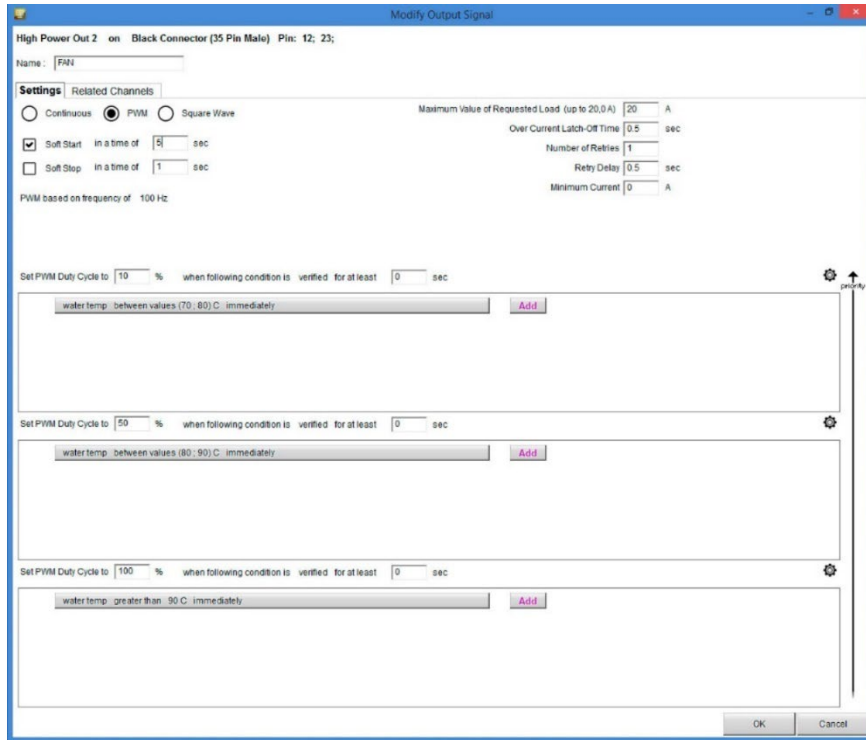 Modify Output Signal
High Power Out 2 on Black Connector (35 Pin Male) Pin: 12; 23;
Name: FAN
Settings Related Channels
Continuous PWM Square Wave
Soft Start in a time of 5 sec
Soft Stop in a time of 1 sec
PWM based on frequency of 100 Hz
Maximum Value of Requested Load (up to 20,0 A) 20 A
Over Current Latch-Off Time 0.5 sec
Number of Retries 1
Retry Delay 0.5 sec
Minimum Current 0 A
Set PWM Duty Cycle to 10 % when following condition is verified for at least 0 sec
priority
water temp between values (70 ; 80) C immediately Add
Set PWM Duty Cycle to 50 % when following condition is verified for at least 0 sec
water temp between values (80 ; 90) C immediately Add
Set PWM Duty Cycle to 100 % when following condition is verified for at least 0 sec
water temp greater than 90 C immediately Add
OK Cancel